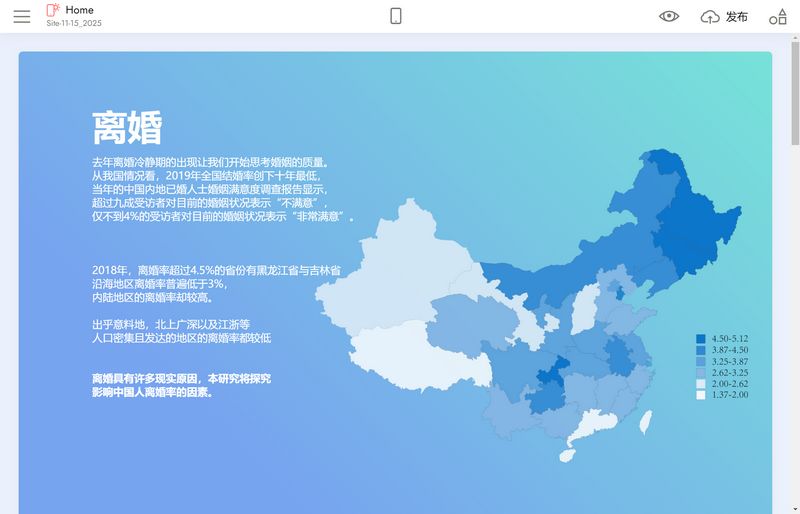 Home
Site-11-15_2025
发布
离婚
去年离婚冷静期的出现让我们开始思考婚姻的质量。
从我国情况看，2019年全国结婚率创下十年最低，
当年的中国内地已婚人士婚姻满意度调查报告显示，
超过九成受访者对目前的婚姻状况表示“不满意”，
仅不到4%的受访者对目前的婚姻状况表示“非常满意”。
2018年，离婚率超过4.5%的省份有黑龙江省与吉林省
沿海地区离婚率普遍低于3%，
内陆地区的离婚率却较高。
出乎意料地，北上广深以及江浙等
人口密集且发达的地区的离婚率都较低
离婚具有许多现实原因，本研究将探究
影响中国人离婚率的因素。
4.50-5.12
3.87-4.50
3.25-3.87
2.62-3.25
2.00-2.62
1.37-2.00